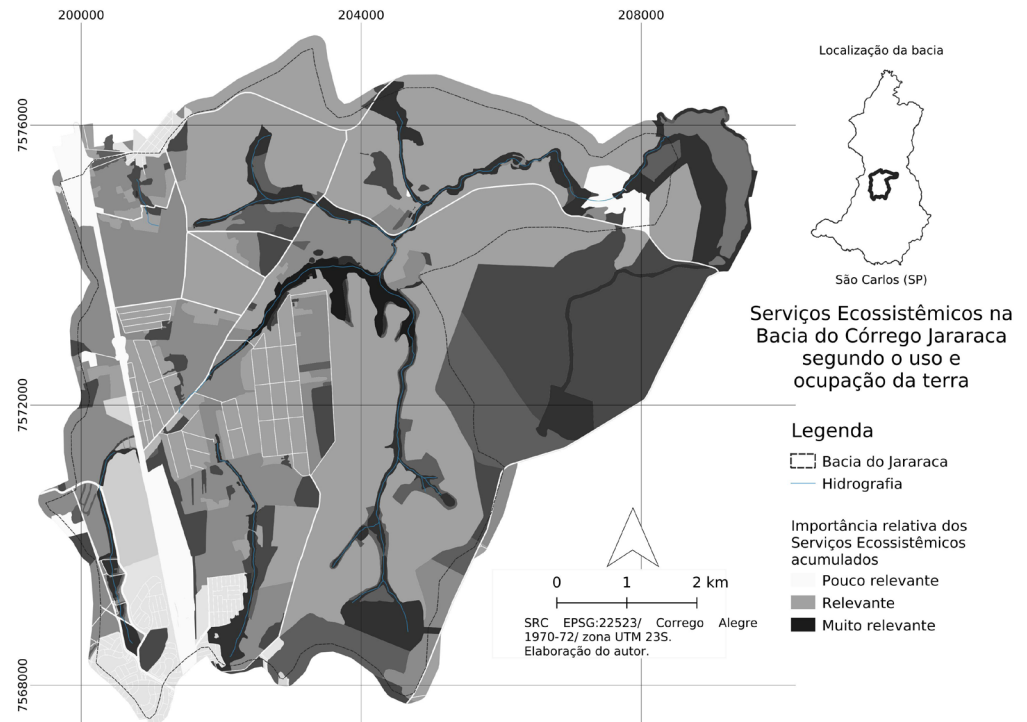 200000
204000
208000
7576000
7572000
7568000
Localização da bacia
São Carlos (SP)
Serviços Ecossistêmicos na
Bacia do Córrego Jararaca
segundo o uso e
ocupação da terra
Legenda
Bacia do Jararaca
Hidrografia
Importância relativa dos
Serviços Ecossistêmicos
acumulados
Pouco relevante
Relevante
Muito relevante
0 1 2 km
SRC EPSG:22523/ Corrego Alegre
1970-72/ zona UTM 23S.
Elaboração do autor.